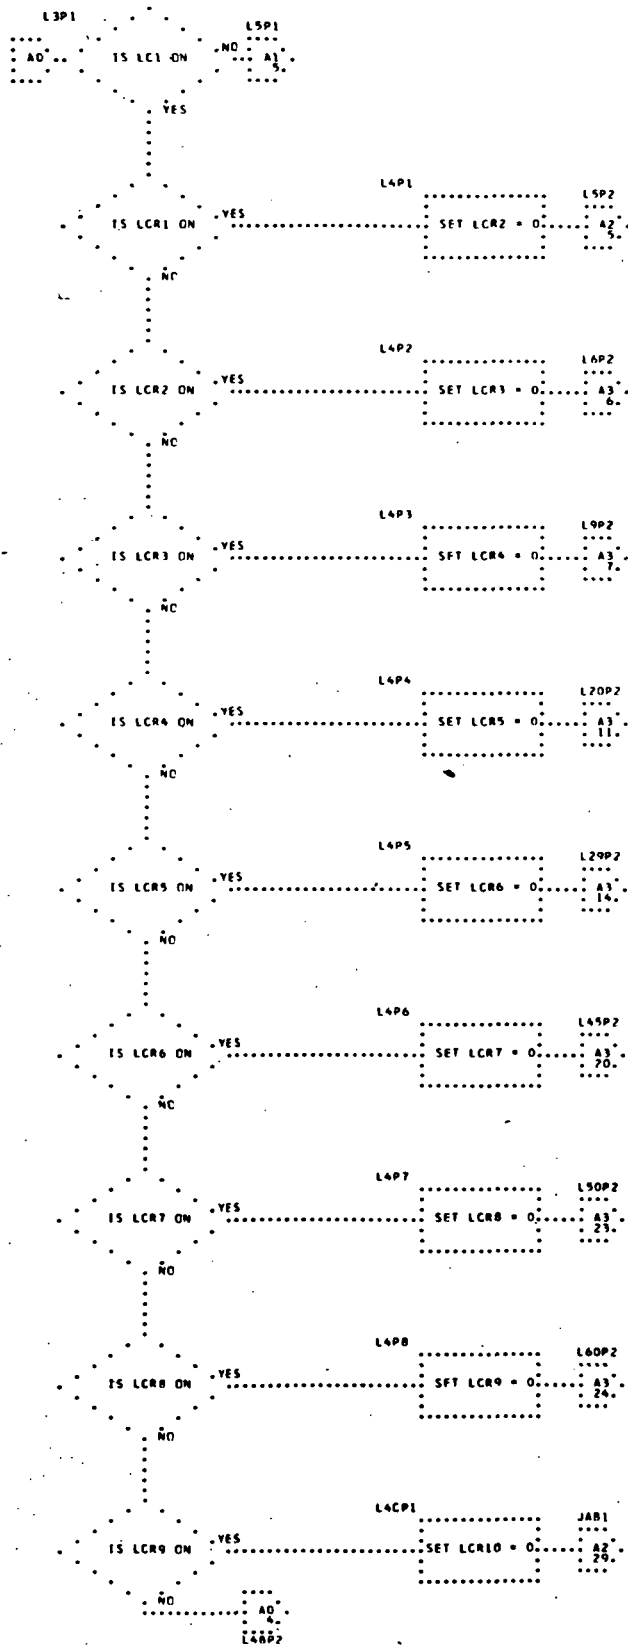 L3P1
L5P1
A0 IS LC1 ON NO A1
5
YES
L4P1 L5P2
IS LCR1 ON YES SET LCR2 = 0 A2
5
NO
L4P2 L6P2
IS LCR2 ON YES SET LCR3 = 0 A3
6
NO
L4P3 L9P2
IS LCR3 ON YES SET LCR4 = 0 A3
7
NO
L4P4 L20P2
IS LCR4 ON YES SET LCR5 = 0 A3
11
NO
L4P5 L29P2
IS LCR5 ON YES SET LCR6 = 0 A3
14
NO
L4P6 L45P2
IS LCR6 ON YES SET LCR7 = 0 A3
20
NO
L4P7 L50P2
IS LCR7 ON YES SET LCR8 = 0 A3
23
NO
L4P8 L60P2
IS LCR8 ON YES SET LCR9 = 0 A3
24
NO
L4CP1 JAB1
IS LCR9 ON YES SET LCR10 = 0 A2
29
NO
A0
4
L48P2